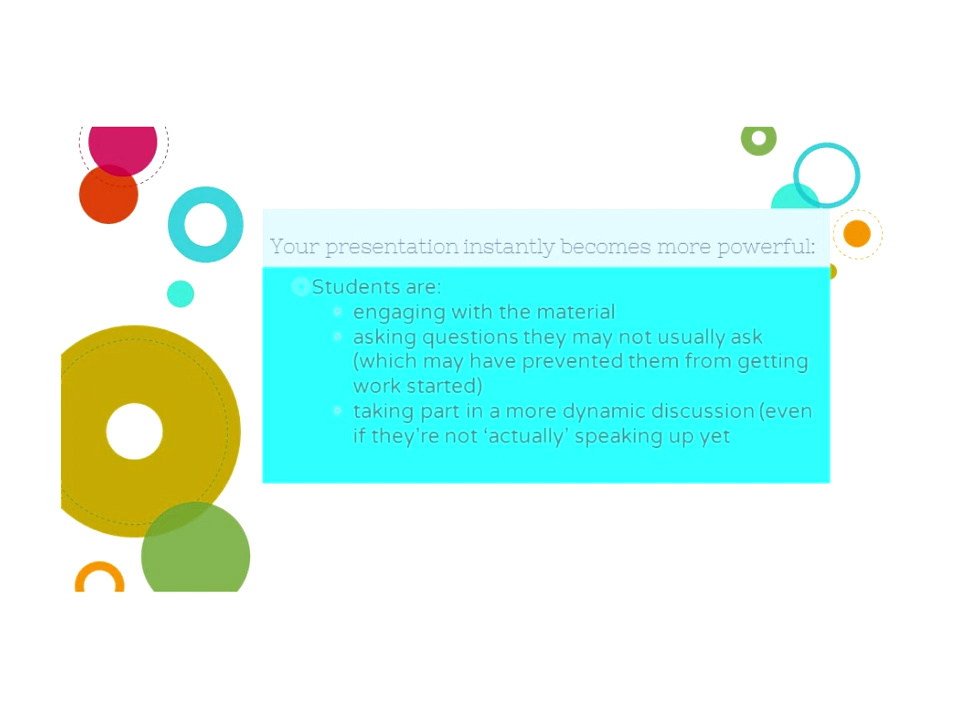 Your presentation instantly becomes more powerful:
Students are:
engaging with the material
asking questions they may not usually ask
(which may have prevented them from getting
work started)
taking part in a more dynamic discussion (even
if they’re not ‘actually’ speaking up yet